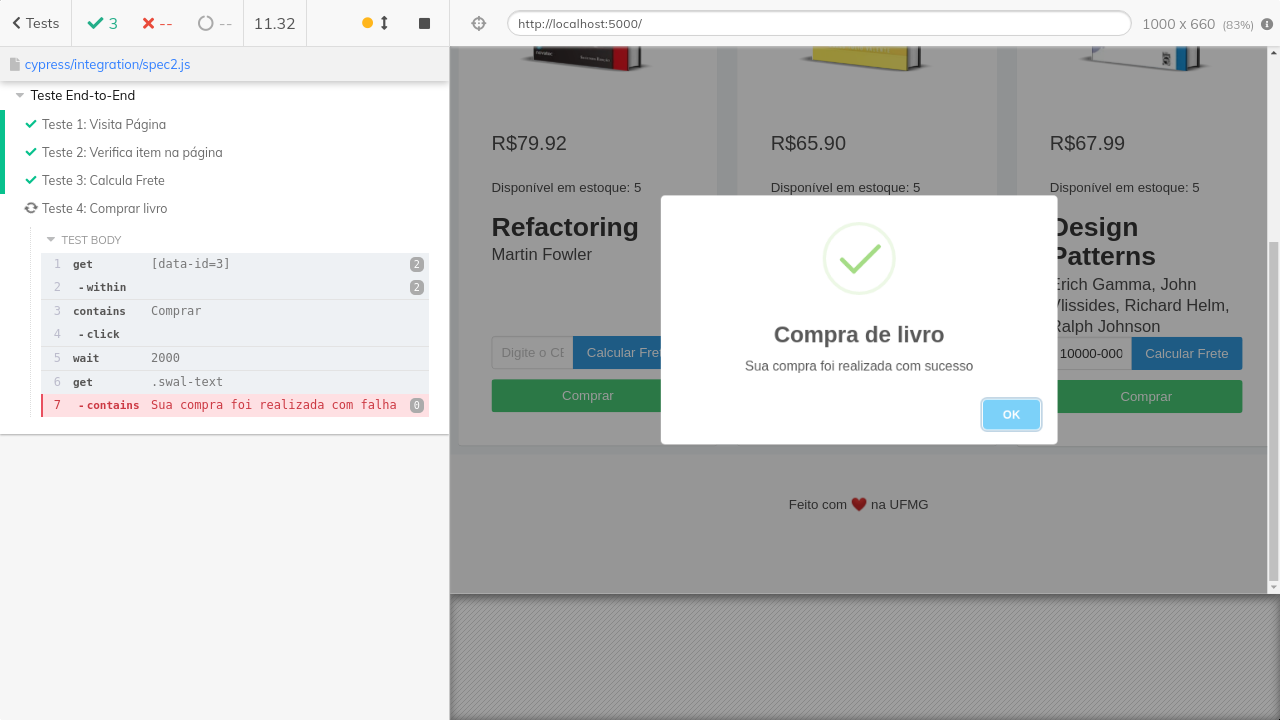 Tests
3
--
--
11.32
http://localhost:5000/
1000 x 660 (83%)
cypress/integration/spec2.js
Teste End-to-End
Teste 1: Visita Página
Teste 2: Verifica item na página
Teste 3: Calcula Frete
Teste 4: Comprar livro
TEST BODY
1 get [data-id=3] 2
2 -within 2
3 contains Comprar
4 -click
5 wait 2000
6 get .swal-text
7 -contains Sua compra foi realizada com falha 0
R$79.92
R$65.90
R$67.99
Disponível em estoque: 5
Disponível em estoque: 5
Disponível em estoque: 5
Refactoring
Martin Fowler
Design
Patterns
Erich Gamma, John
Vlissides, Richard Helm,
Ralph Johnson
Digite o CE
Calcular Fret
10000-000
Calcular Frete
Comprar
Comprar
Compra de livro
Sua compra foi realizada com sucesso
OK
Feito com ❤️ na UFMG